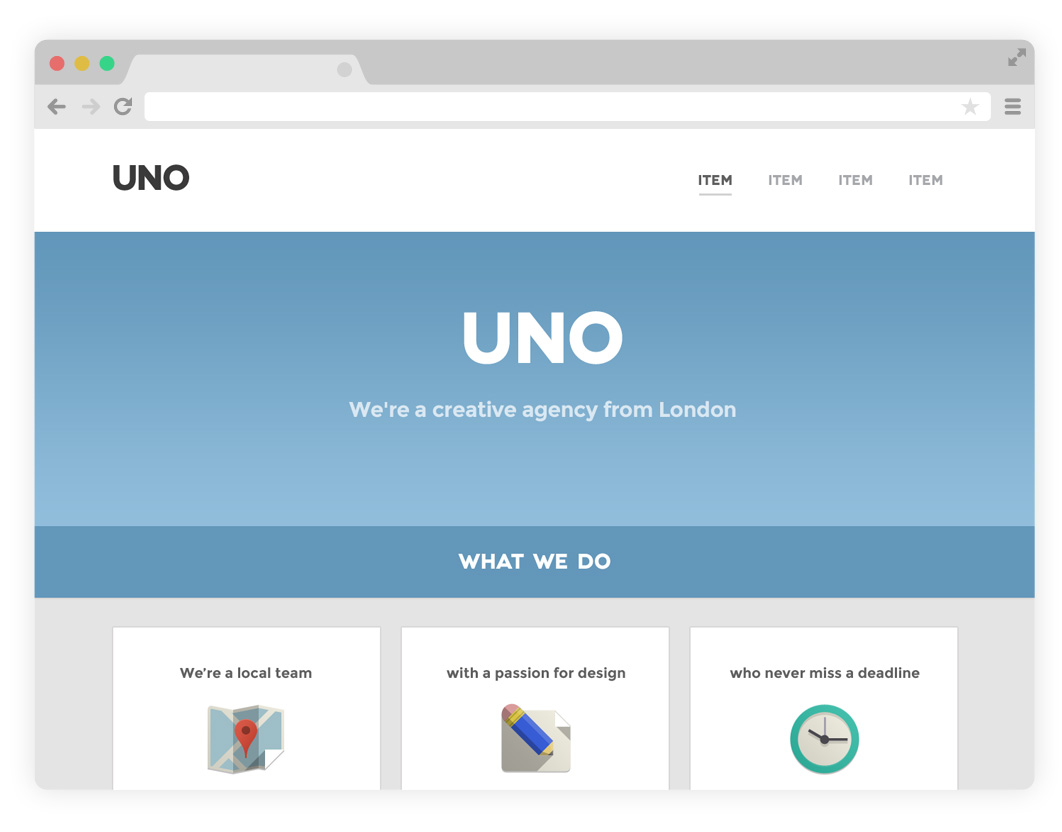 UNO
ITEM ITEM ITEM ITEM
UNO
We're a creative agency from London
WHAT WE DO
We're a local team
with a passion for design
who never miss a deadline